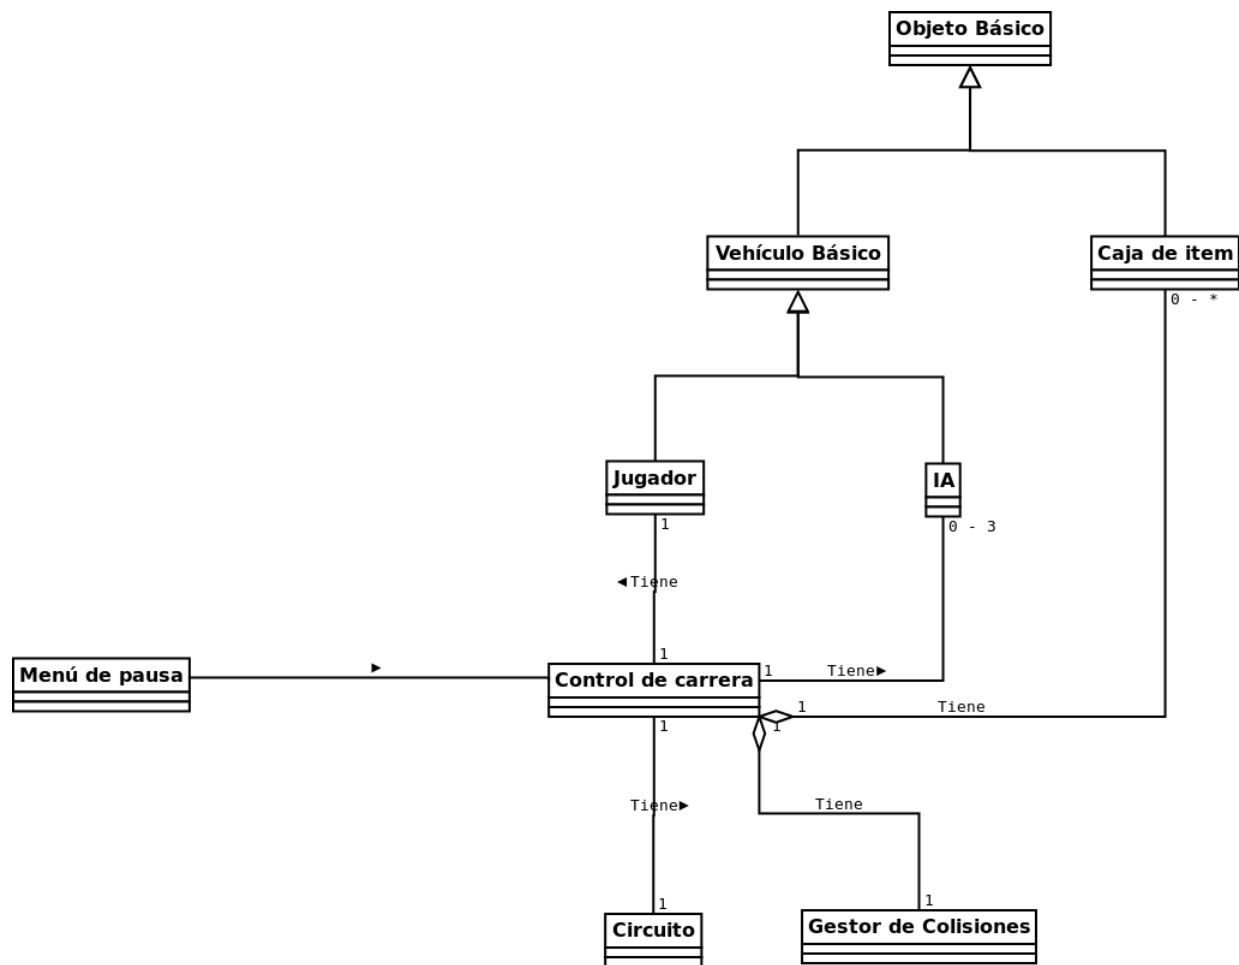 Objeto Básico
Vehículo Básico
Caja de item
0 - *
Jugador
IA
1
0 - 3
◄Tiene
1
Menú de pausa
►
Control de carrera
1
Tiene►
1
Tiene
1
1
Tiene►
Tiene
1
1
Circuito
Gestor de Colisiones